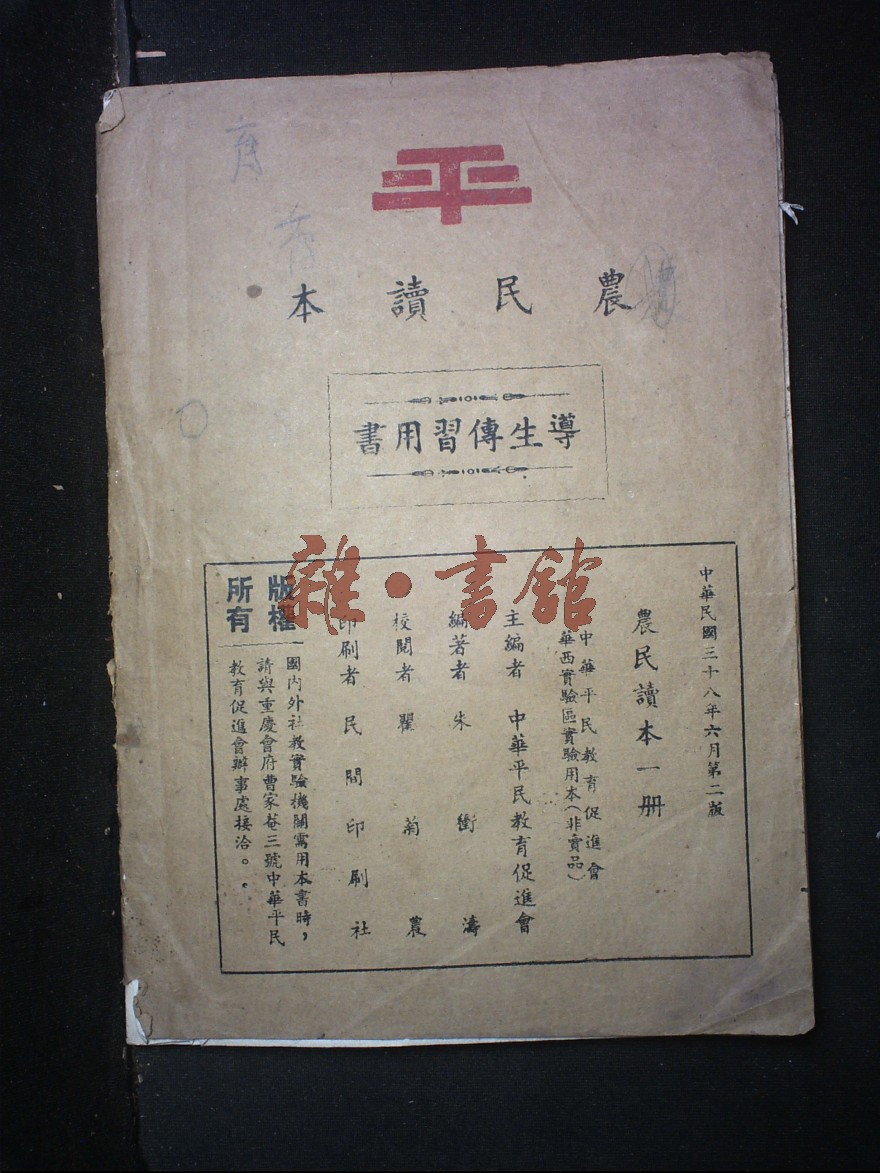 平
農民讀本
導生傳習用書
中華民國三十八年六月第二版
農民讀本一册
中華平民教育促進會
華西實驗區實驗用本(非賣品)
主編者 中華平民教育促進會
編著者 朱衝濤
校閱者 瞿菊農
印刷者 民間印刷社
版權
所有
國內外社教實驗機關需用本書時,
請與重慶會府曹家菴三號中華平民
教育促進會辦事處接洽。
雜·書館
育